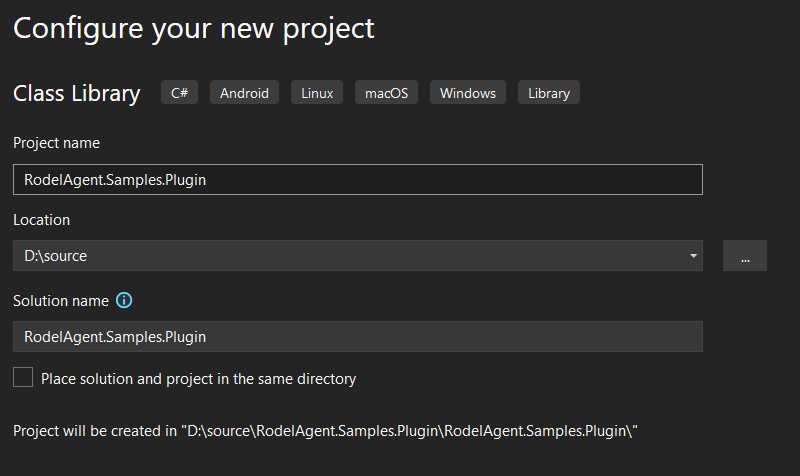 Configure your new project
Class Library C# Android Linux macOS Windows Library
Project name
RodelAgent.Samples.Plugin
Location
D:\source ...
Solution name
RodelAgent.Samples.Plugin
Place solution and project in the same directory
Project will be created in "D:\source\RodelAgent.Samples.Plugin\RodelAgent.Samples.Plugin\"